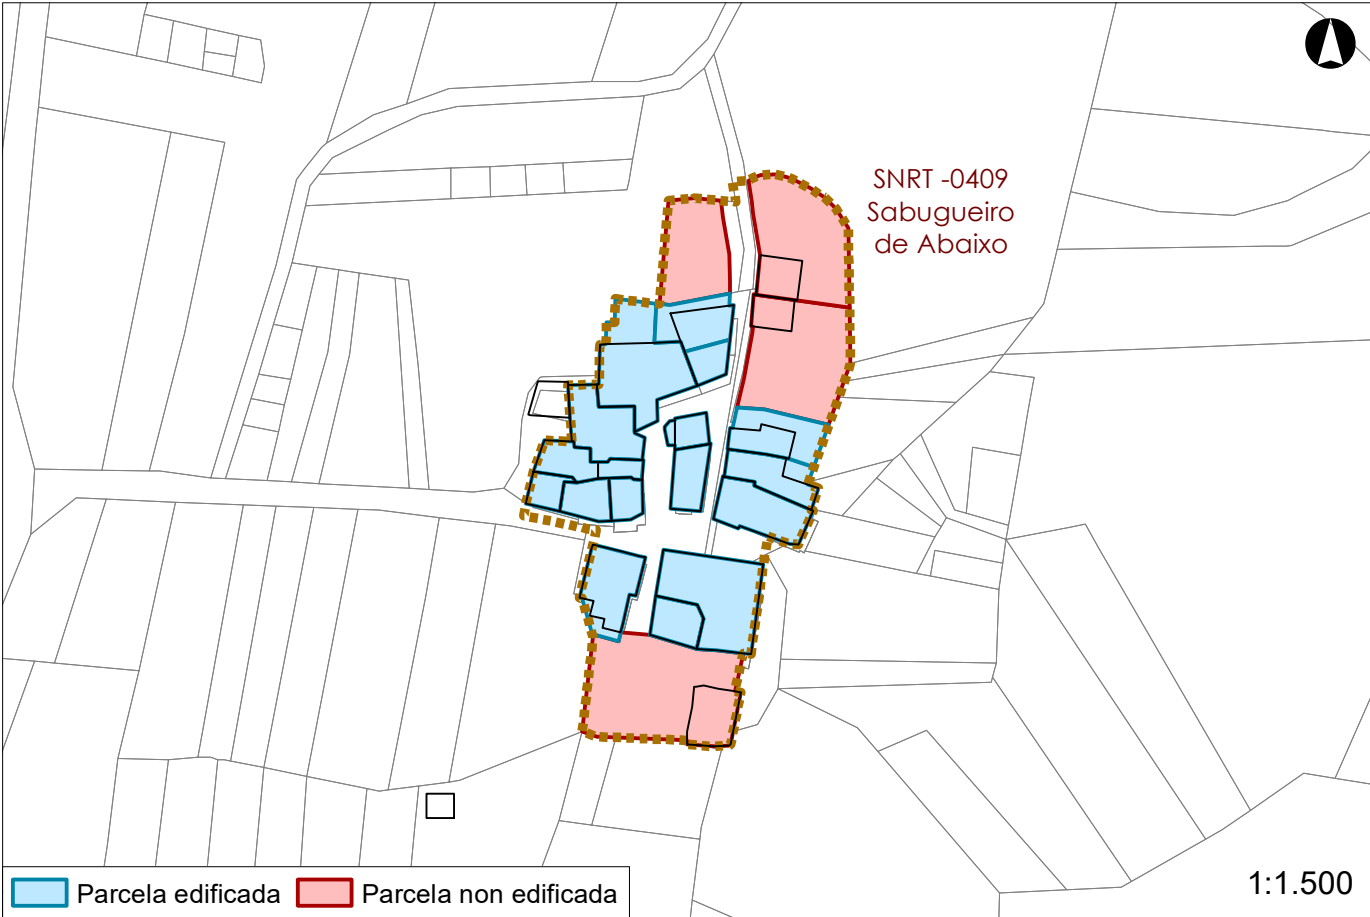 SNRT -0409
Sabugueiro
de Abaixo
Parcela edificada
Parcela non edificada
1:1.500